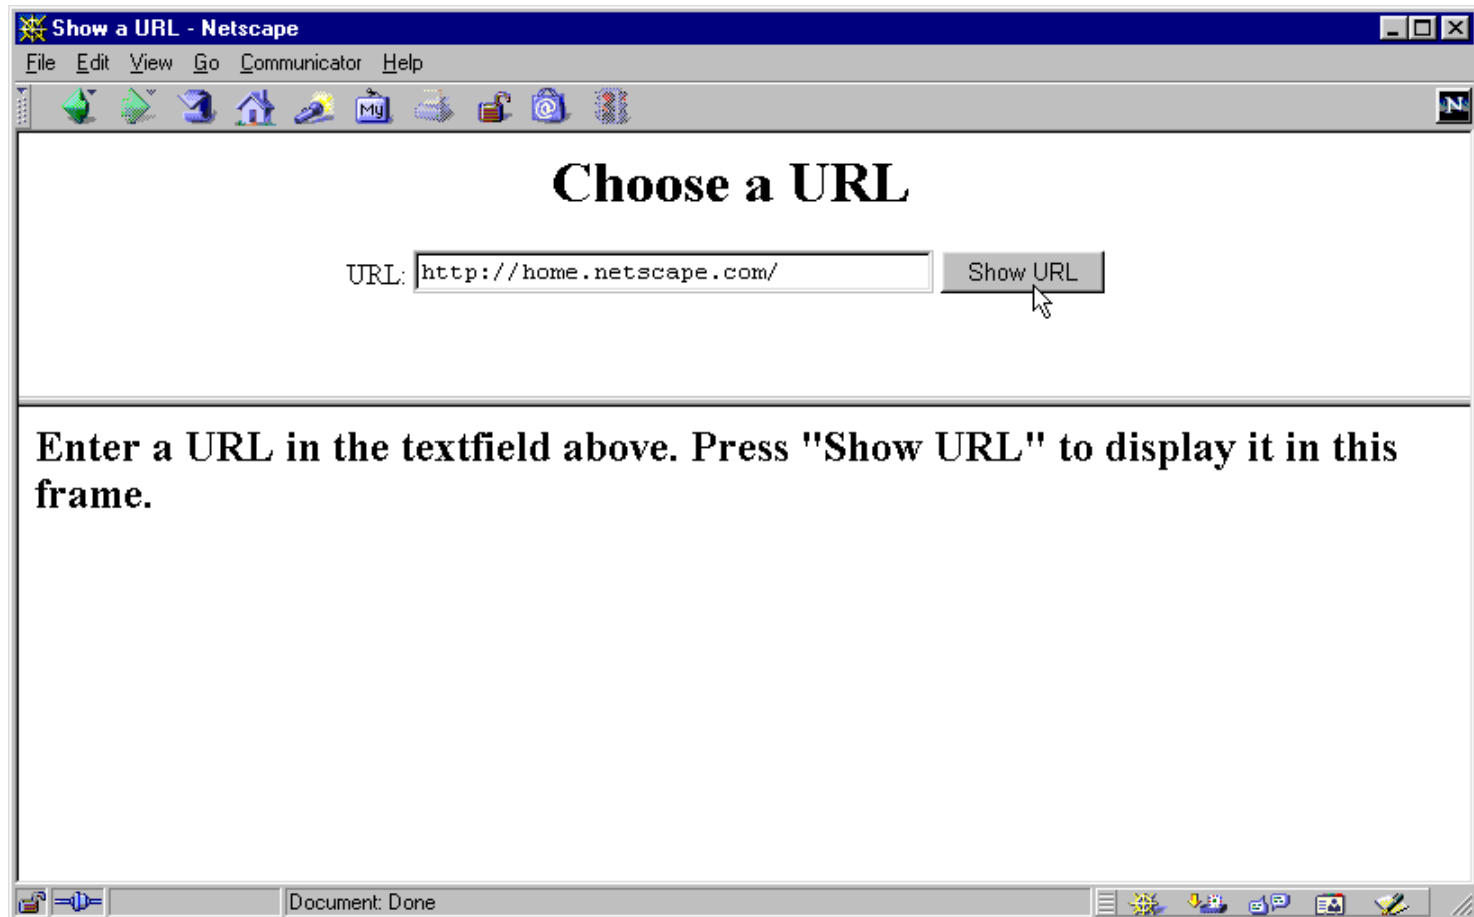 Show a URL - Netscape
File Edit View Go Communicator Help
My
N
Choose a URL
URL: http://home.netscape.com/ Show URL
Enter a URL in the textfield above. Press "Show URL" to display it in this
frame.
Document: Done